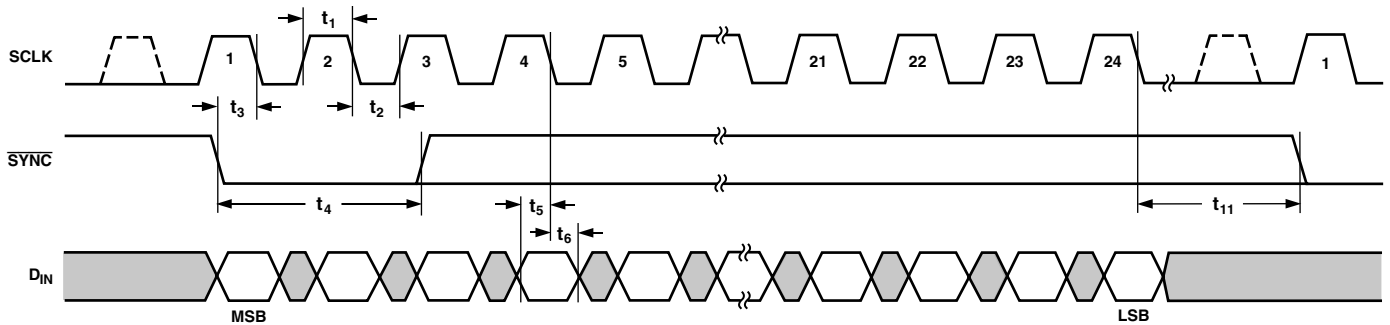 t1
SCLK
1 2 3 4 5 21 22 23 24 1
t3 t2
SYNC
t4 t11
t5
t6
DIN
MSB LSB